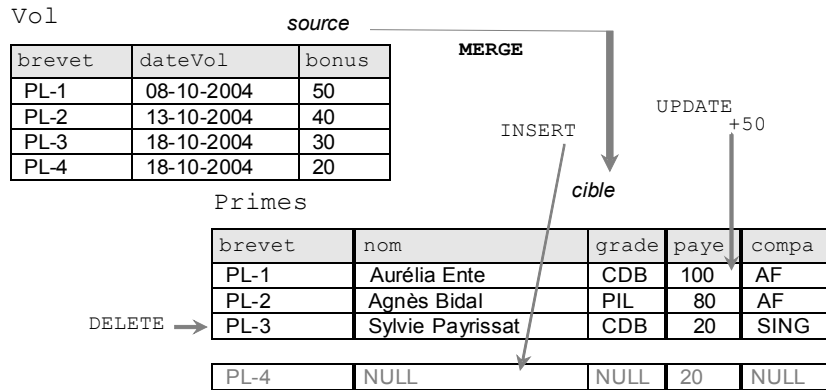 Vol
source
MERGE
brevet dateVol bonus
PL-1 08-10-2004 50
PL-2 13-10-2004 40
PL-3 18-10-2004 30
PL-4 18-10-2004 20
INSERT
UPDATE
+50
cible
Primes
brevet nom grade paye compa
PL-1 Aurélia Ente CDB 100 AF
PL-2 Agnès Bidal PIL 80 AF
DELETE PL-3 Sylvie Payrissat CDB 20 SING
PL-4 NULL NULL 20 NULL